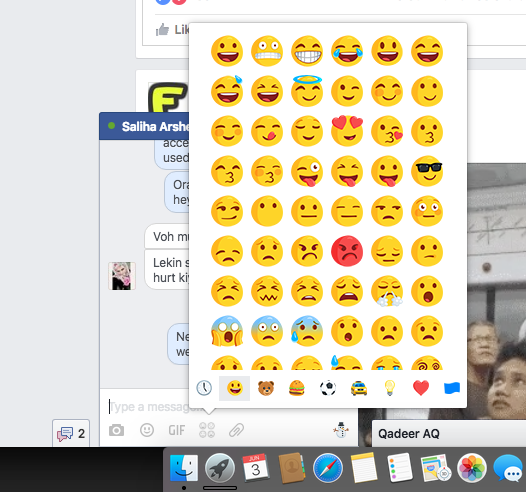 Lik
Saliha Arshe
acce
used
Ora
hey
Voh mu
Lekin s
hurt ki
Ne
we
Type a messag
GIF
2
Qadeer AQ
JUN
3